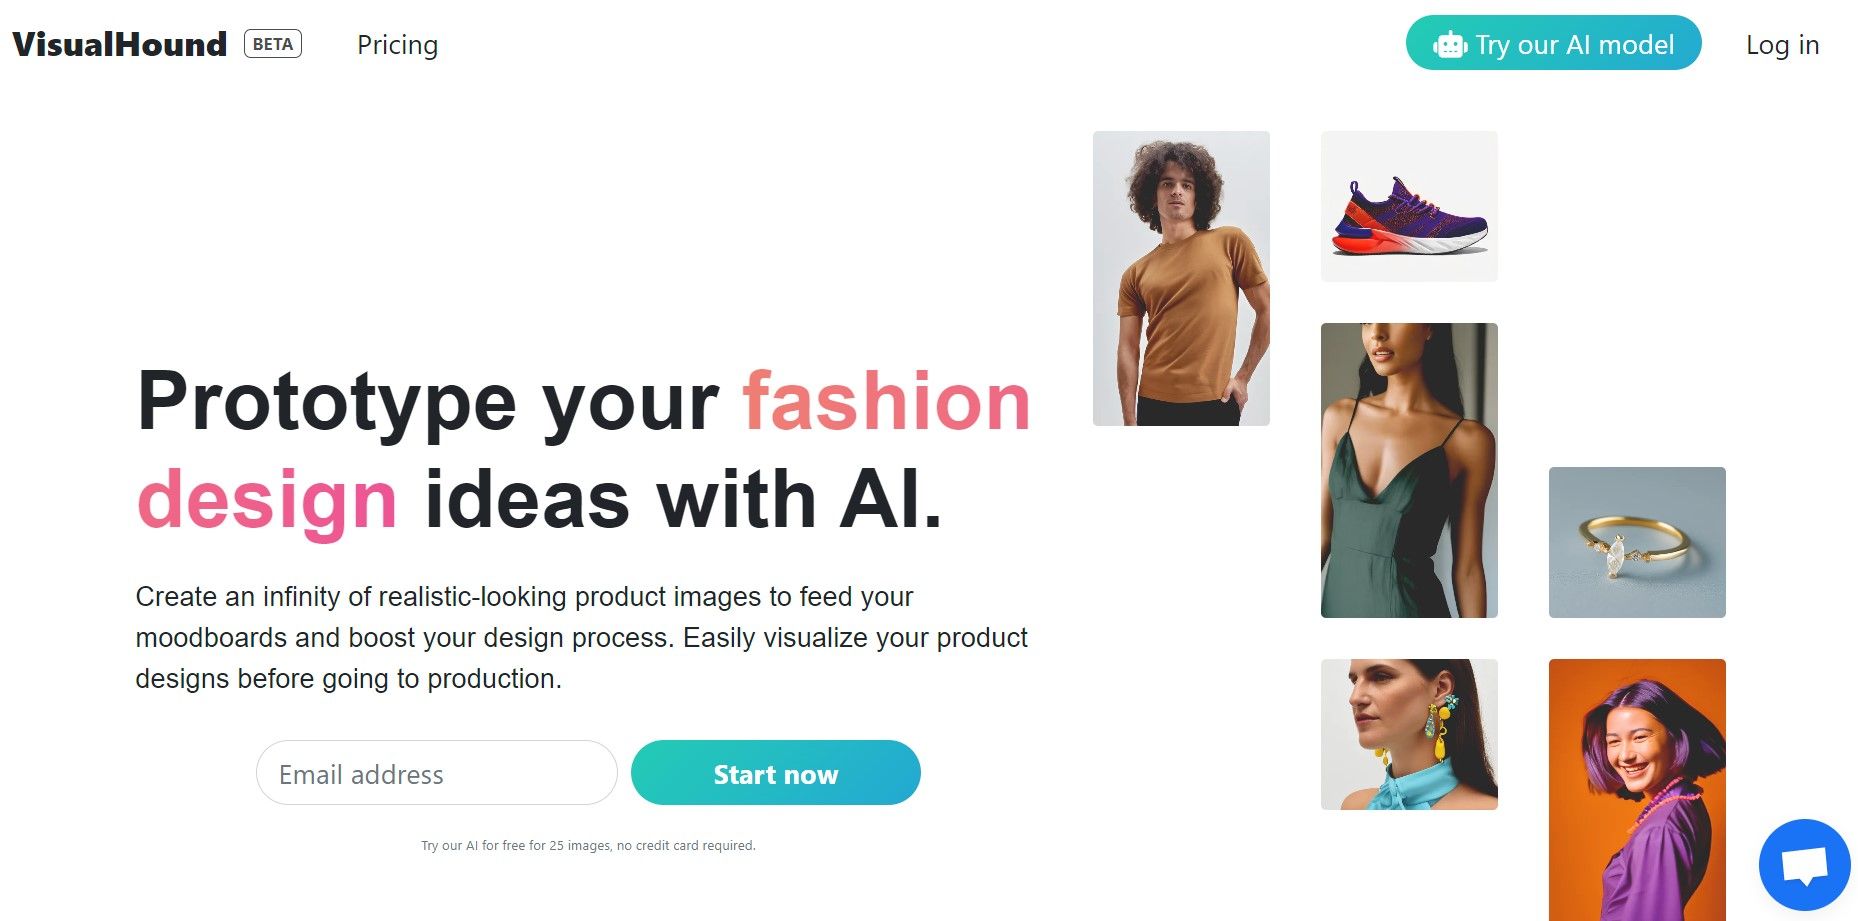 VisualHound BETA Pricing Try our AI model Log in
Prototype your fashion
design ideas with AI.
Create an infinity of realistic-looking product images to feed your
moodboards and boost your design process. Easily visualize your product
designs before going to production.
Email address Start now
Try our AI for free for 25 images, no credit card required.